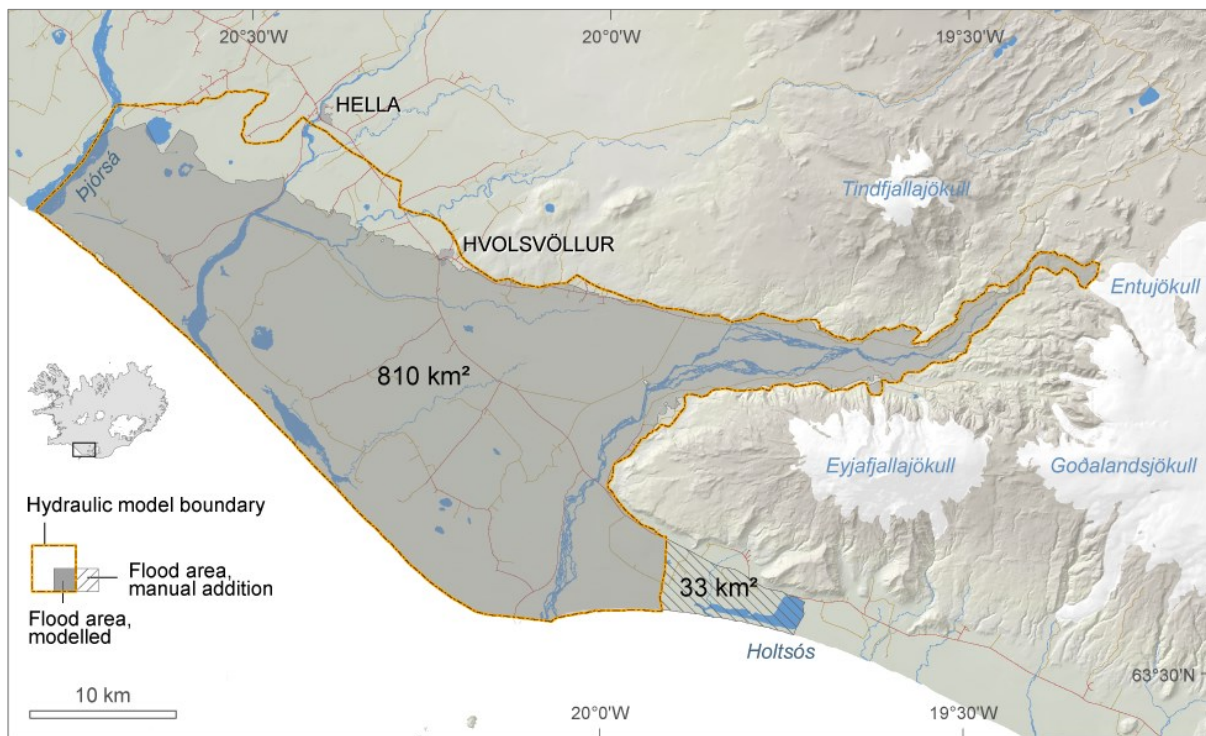 20°30'W
20°0'W
19°30'W
HELLA
Þjórsá
Tindfjallajökull
HVOLSVÖLLUR
Entujökull
810 km²
Eyjafjallajökull
Goðalandsjökull
Hydraulic model boundary
Flood area,
manual addition
Flood area,
modelled
33 km²
Holtsós
63°30'N
10 km
20°0'W
19°30'W